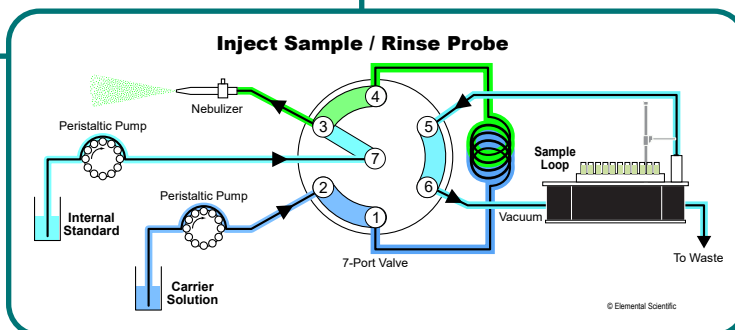 Inject Sample / Rinse Probe
Nebulizer
Peristaltic Pump
Internal
Standard
Peristaltic Pump
Carrier
Solution
3
4
7
2
1
5
6
7-Port Valve
Sample
Loop
Vacuum
To Waste
© Elemental Scientific